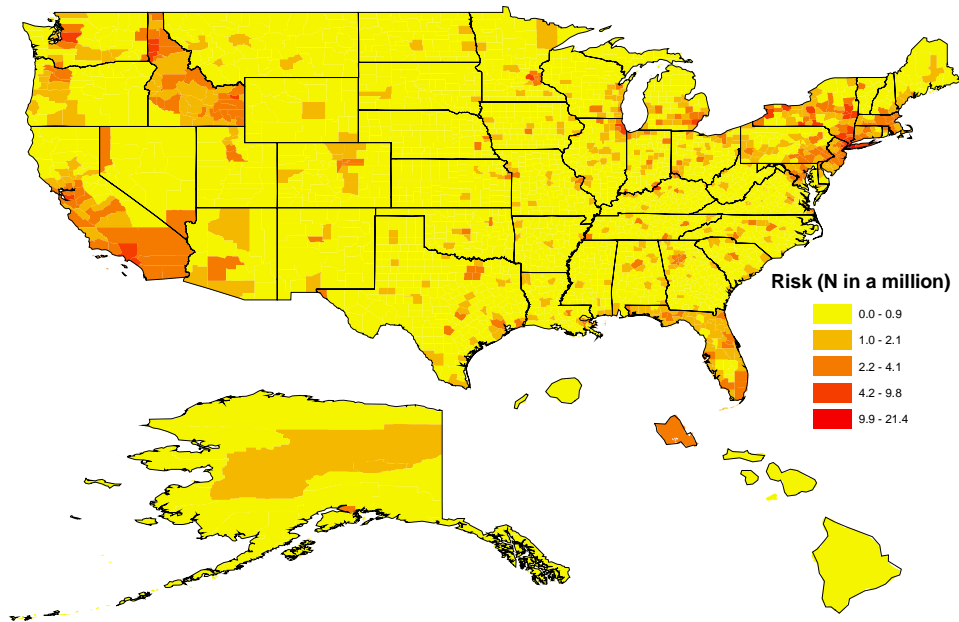 Risk (N in a million)
0.0 - 0.9
1.0 - 2.1
2.2 - 4.1
4.2 - 9.8
9.9 - 21.4